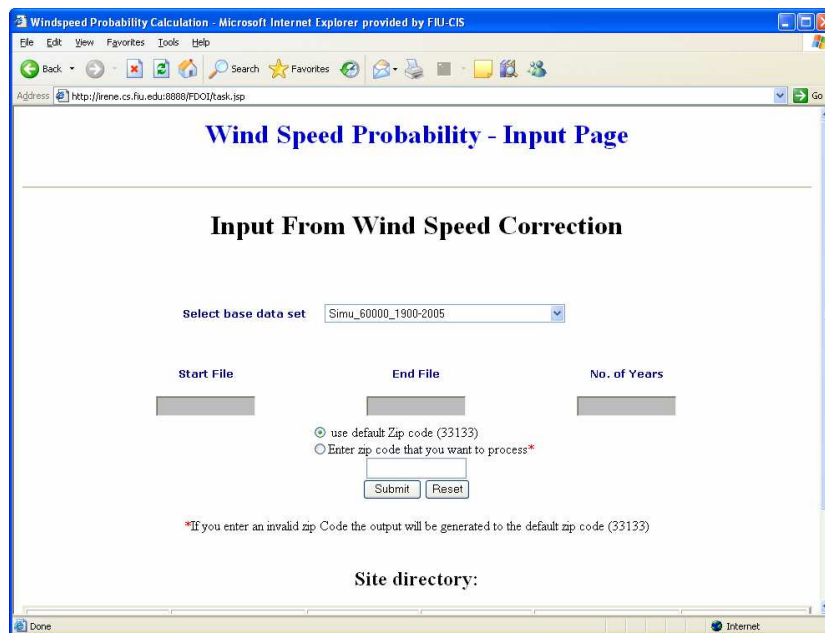 Windspeed Probability Calculation - Microsoft Internet Explorer provided by FIU-CIS
File Edit View Favorites Tools Help
Back Search Favorites
Address http://irene.cs.fiu.edu:8888/FDOI/task.jsp Go
Wind Speed Probability - Input Page
Input From Wind Speed Correction
Select base data set Simu_60000_1900-2005
Start File End File No. of Years
use default Zip code (33133)
Enter zip code that you want to process*
Submit Reset
*If you enter an invalid zip Code the output will be generated to the default zip code (33133)
Site directory:
Done Internet